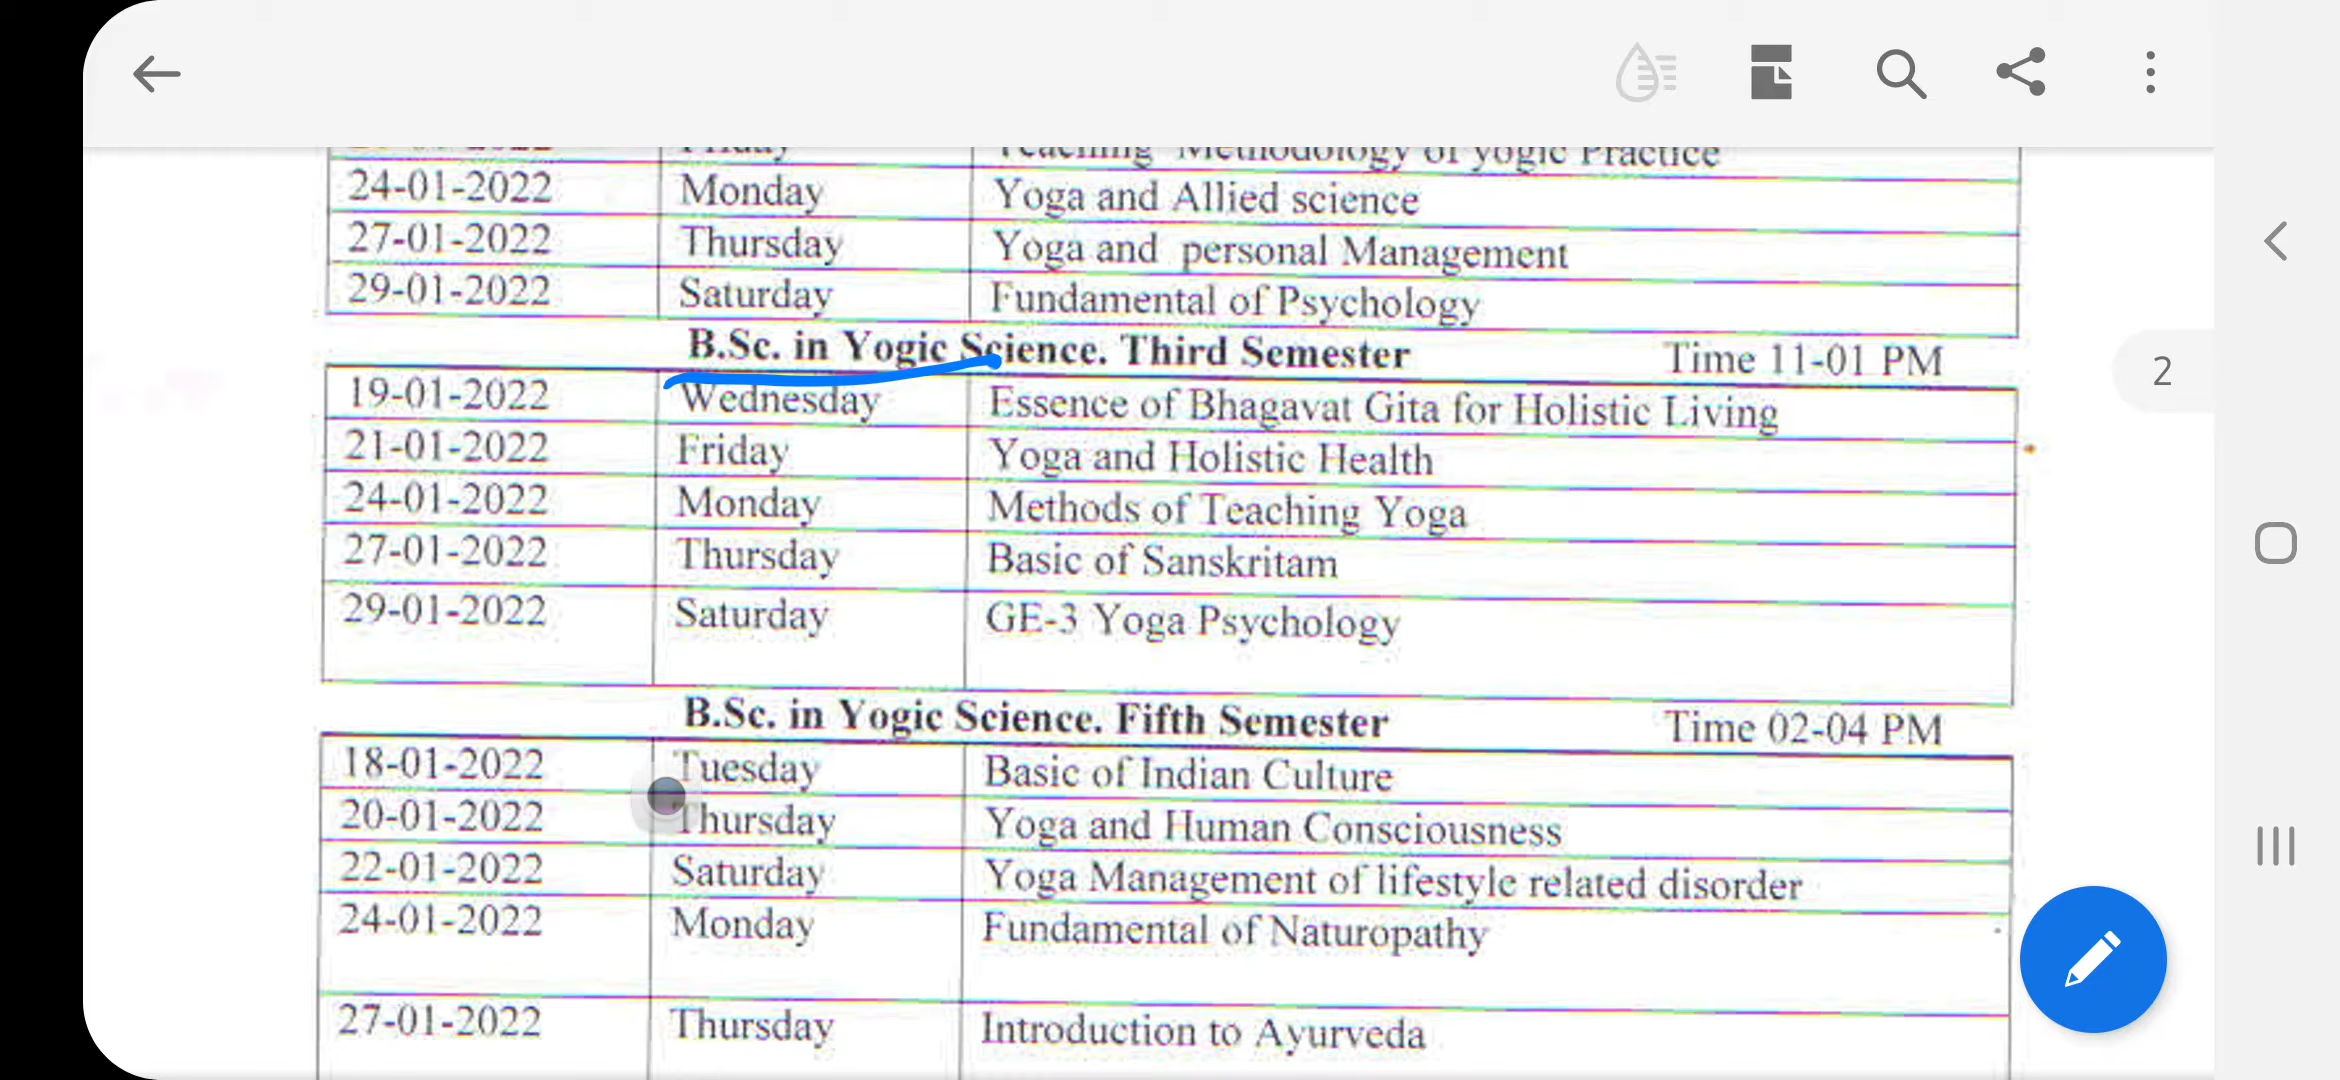 Friday Teaching Methodology of yogic Practice
24-01-2022 Monday Yoga and Allied science
27-01-2022 Thursday Yoga and personal Management
29-01-2022 Saturday Fundamental of Psychology
B.Sc. in Yogic Science. Third Semester Time 11-01 PM
19-01-2022 Wednesday Essence of Bhagavat Gita for Holistic Living
21-01-2022 Friday Yoga and Holistic Health
24-01-2022 Monday Methods of Teaching Yoga
27-01-2022 Thursday Basic of Sanskritam
29-01-2022 Saturday GE-3 Yoga Psychology
B.Sc. in Yogic Science. Fifth Semester Time 02-04 PM
18-01-2022 Tuesday Basic of Indian Culture
20-01-2022 Thursday Yoga and Human Consciousness
22-01-2022 Saturday Yoga Management of lifestyle related disorder
24-01-2022 Monday Fundamental of Naturopathy
27-01-2022 Thursday Introduction to Ayurveda
2